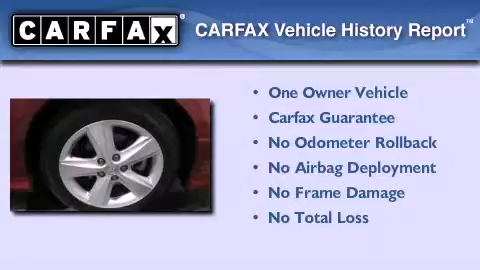 CARFAX®
CARFAX Vehicle History Report™
• One Owner Vehicle
• Carfax Guarantee
• No Odometer Rollback
• No Airbag Deployment
• No Frame Damage
• No Total Loss